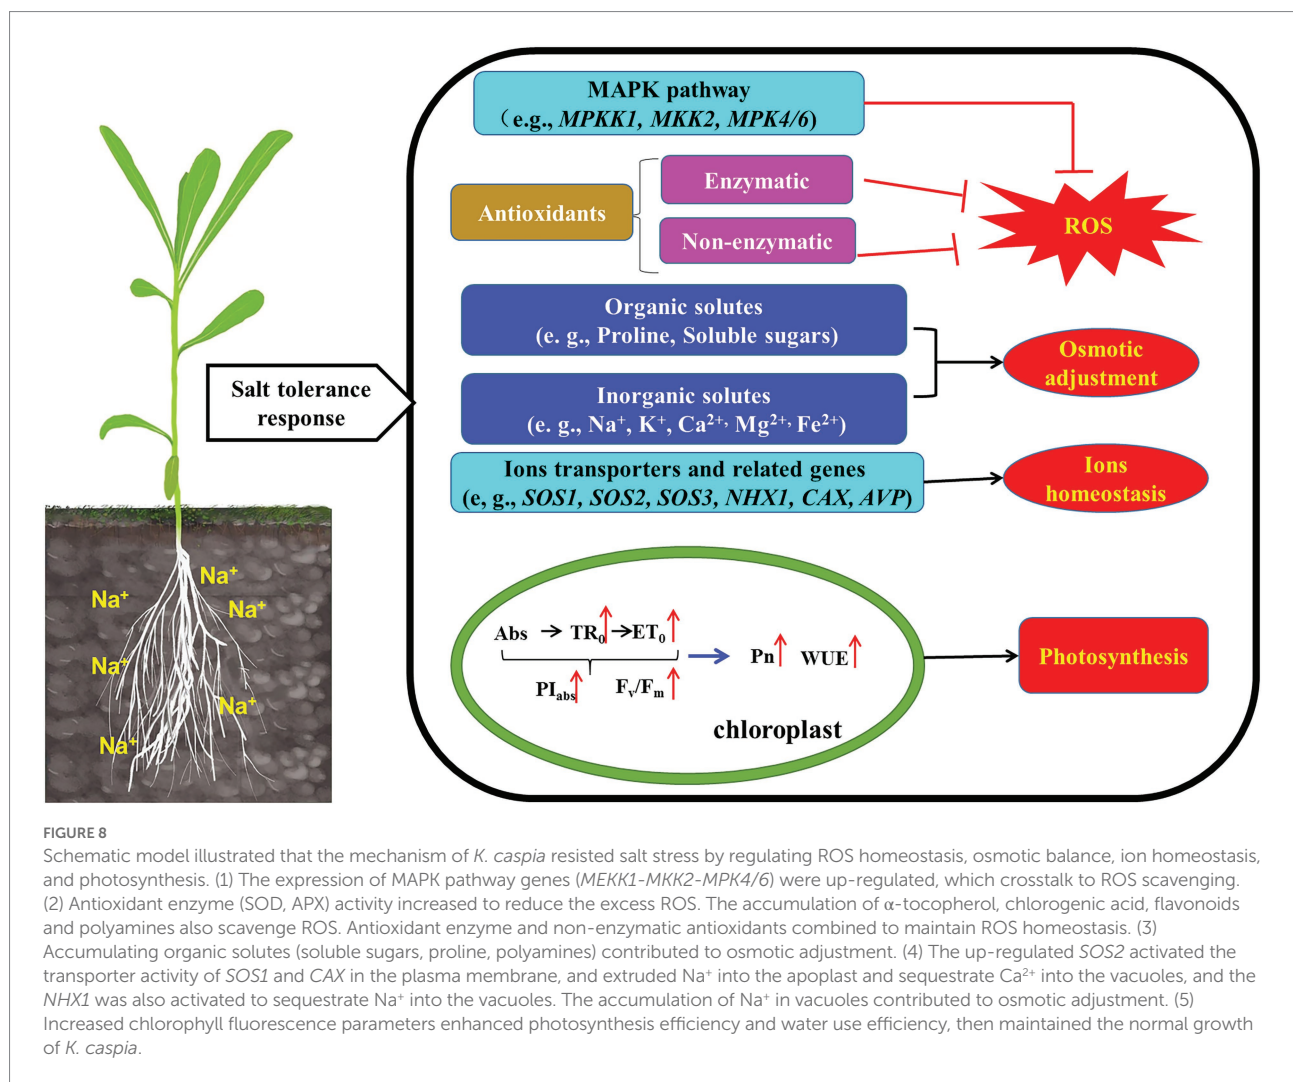 MAPK pathway
（e.g., MPKK1, MKK2, MPK4/6)
Antioxidants
Enzymatic
Non-enzymatic
ROS
Organic solutes
(e. g., Proline, Soluble sugars)
Inorganic solutes
(e. g., Na⁺, K⁺, Ca²⁺, Mg²⁺, Fe²⁺)
Osmotic
adjustment
Salt tolerance
response
Ions transporters and related genes
(e, g., SOS1, SOS2, SOS3, NHX1, CAX, AVP)
Ions
homeostasis
Na⁺
Na⁺
Na⁺
Na⁺
Na⁺
Na⁺
Abs → TR₀ → ET₀
PIabs Fv/Fm
Pn WUE
chloroplast
Photosynthesis
FIGURE 8
Schematic model illustrated that the mechanism of K. caspia resisted salt stress by regulating ROS homeostasis, osmotic balance, ion homeostasis,
and photosynthesis. (1) The expression of MAPK pathway genes (MEKK1-MKK2-MPK4/6) were up-regulated, which crosstalk to ROS scavenging.
(2) Antioxidant enzyme (SOD, APX) activity increased to reduce the excess ROS. The accumulation of α-tocopherol, chlorogenic acid, flavonoids
and polyamines also scavenge ROS. Antioxidant enzyme and non-enzymatic antioxidants combined to maintain ROS homeostasis. (3)
Accumulating organic solutes (soluble sugars, proline, polyamines) contributed to osmotic adjustment. (4) The up-regulated SOS2 activated the
transporter activity of SOS1 and CAX in the plasma membrane, and extruded Na⁺ into the apoplast and sequestrate Ca²⁺ into the vacuoles, and the
NHX1 was also activated to sequestrate Na⁺ into the vacuoles. The accumulation of Na⁺ in vacuoles contributed to osmotic adjustment. (5)
Increased chlorophyll fluorescence parameters enhanced photosynthesis efficiency and water use efficiency, then maintained the normal growth
of K. caspia.